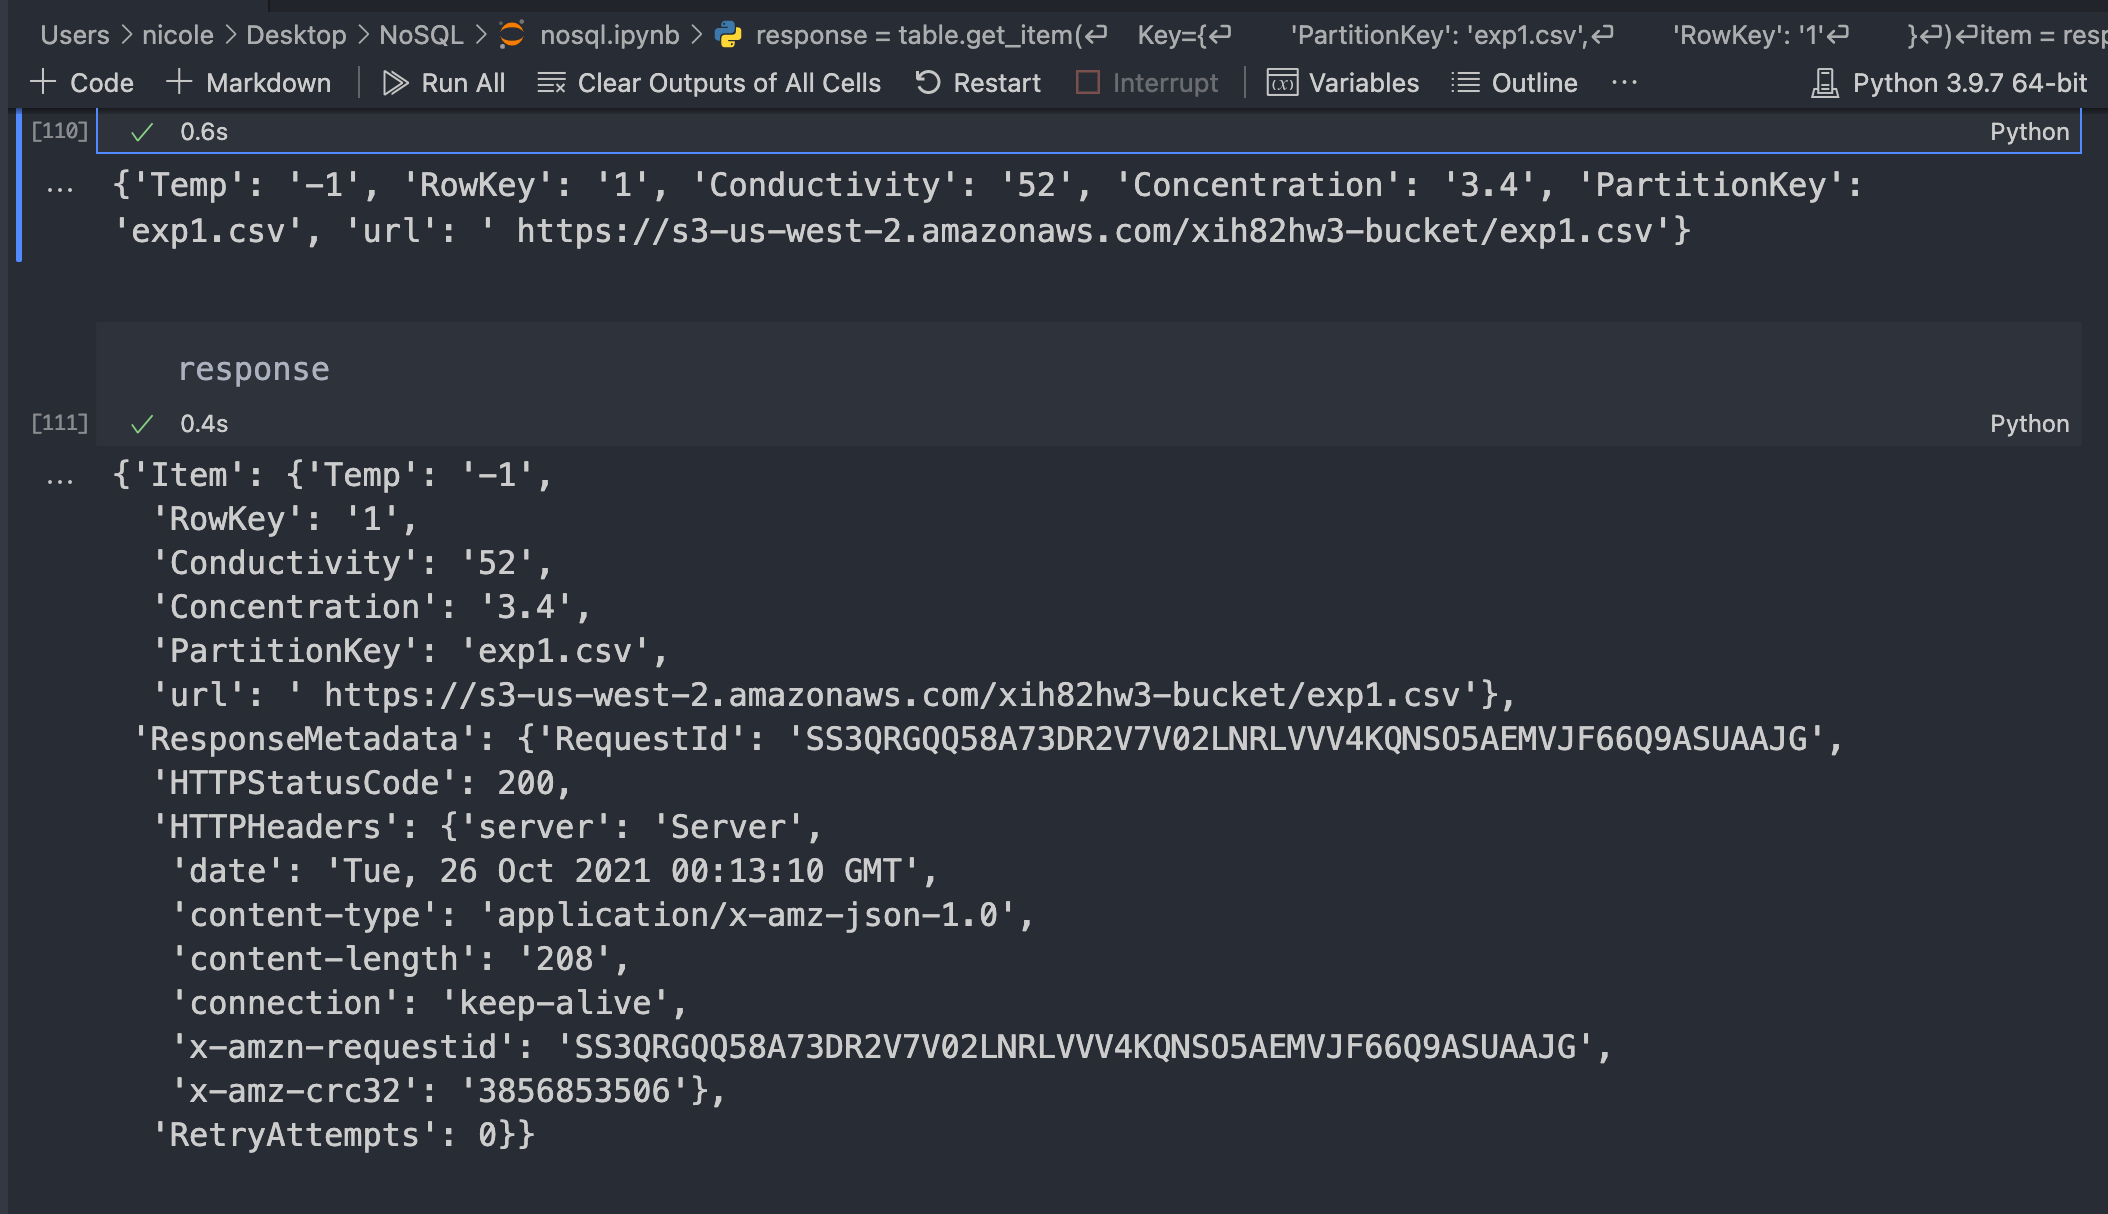 Users > nicole > Desktop > NoSQL > nosql.ipynb > response = table.get_item(↵ Key={↵ 'PartitionKey': 'exp1.csv',↵ 'RowKey': '1'↵ }↵)↵item = resp
+ Code + Markdown | Run All Clear Outputs of All Cells Restart Interrupt | Variables Outline ··· Python 3.9.7 64-bit
[110] ✓ 0.6s Python
... {'Temp': '-1', 'RowKey': '1', 'Conductivity': '52', 'Concentration': '3.4', 'PartitionKey':
'exp1.csv', 'url': ' https://s3-us-west-2.amazonaws.com/xih82hw3-bucket/exp1.csv'}
response
[111] ✓ 0.4s Python
... {'Item': {'Temp': '-1',
'RowKey': '1',
'Conductivity': '52',
'Concentration': '3.4',
'PartitionKey': 'exp1.csv',
'url': ' https://s3-us-west-2.amazonaws.com/xih82hw3-bucket/exp1.csv'},
'ResponseMetadata': {'RequestId': 'SS3QRGQQ58A73DR2V7V02LNRLVVV4KQNSO5AEMVJF66Q9ASUAAJG',
'HTTPStatusCode': 200,
'HTTPHeaders': {'server': 'Server',
'date': 'Tue, 26 Oct 2021 00:13:10 GMT',
'content-type': 'application/x-amz-json-1.0',
'content-length': '208',
'connection': 'keep-alive',
'x-amzn-requestid': 'SS3QRGQQ58A73DR2V7V02LNRLVVV4KQNSO5AEMVJF66Q9ASUAAJG',
'x-amz-crc32': '3856853506'},
'RetryAttempts': 0}}